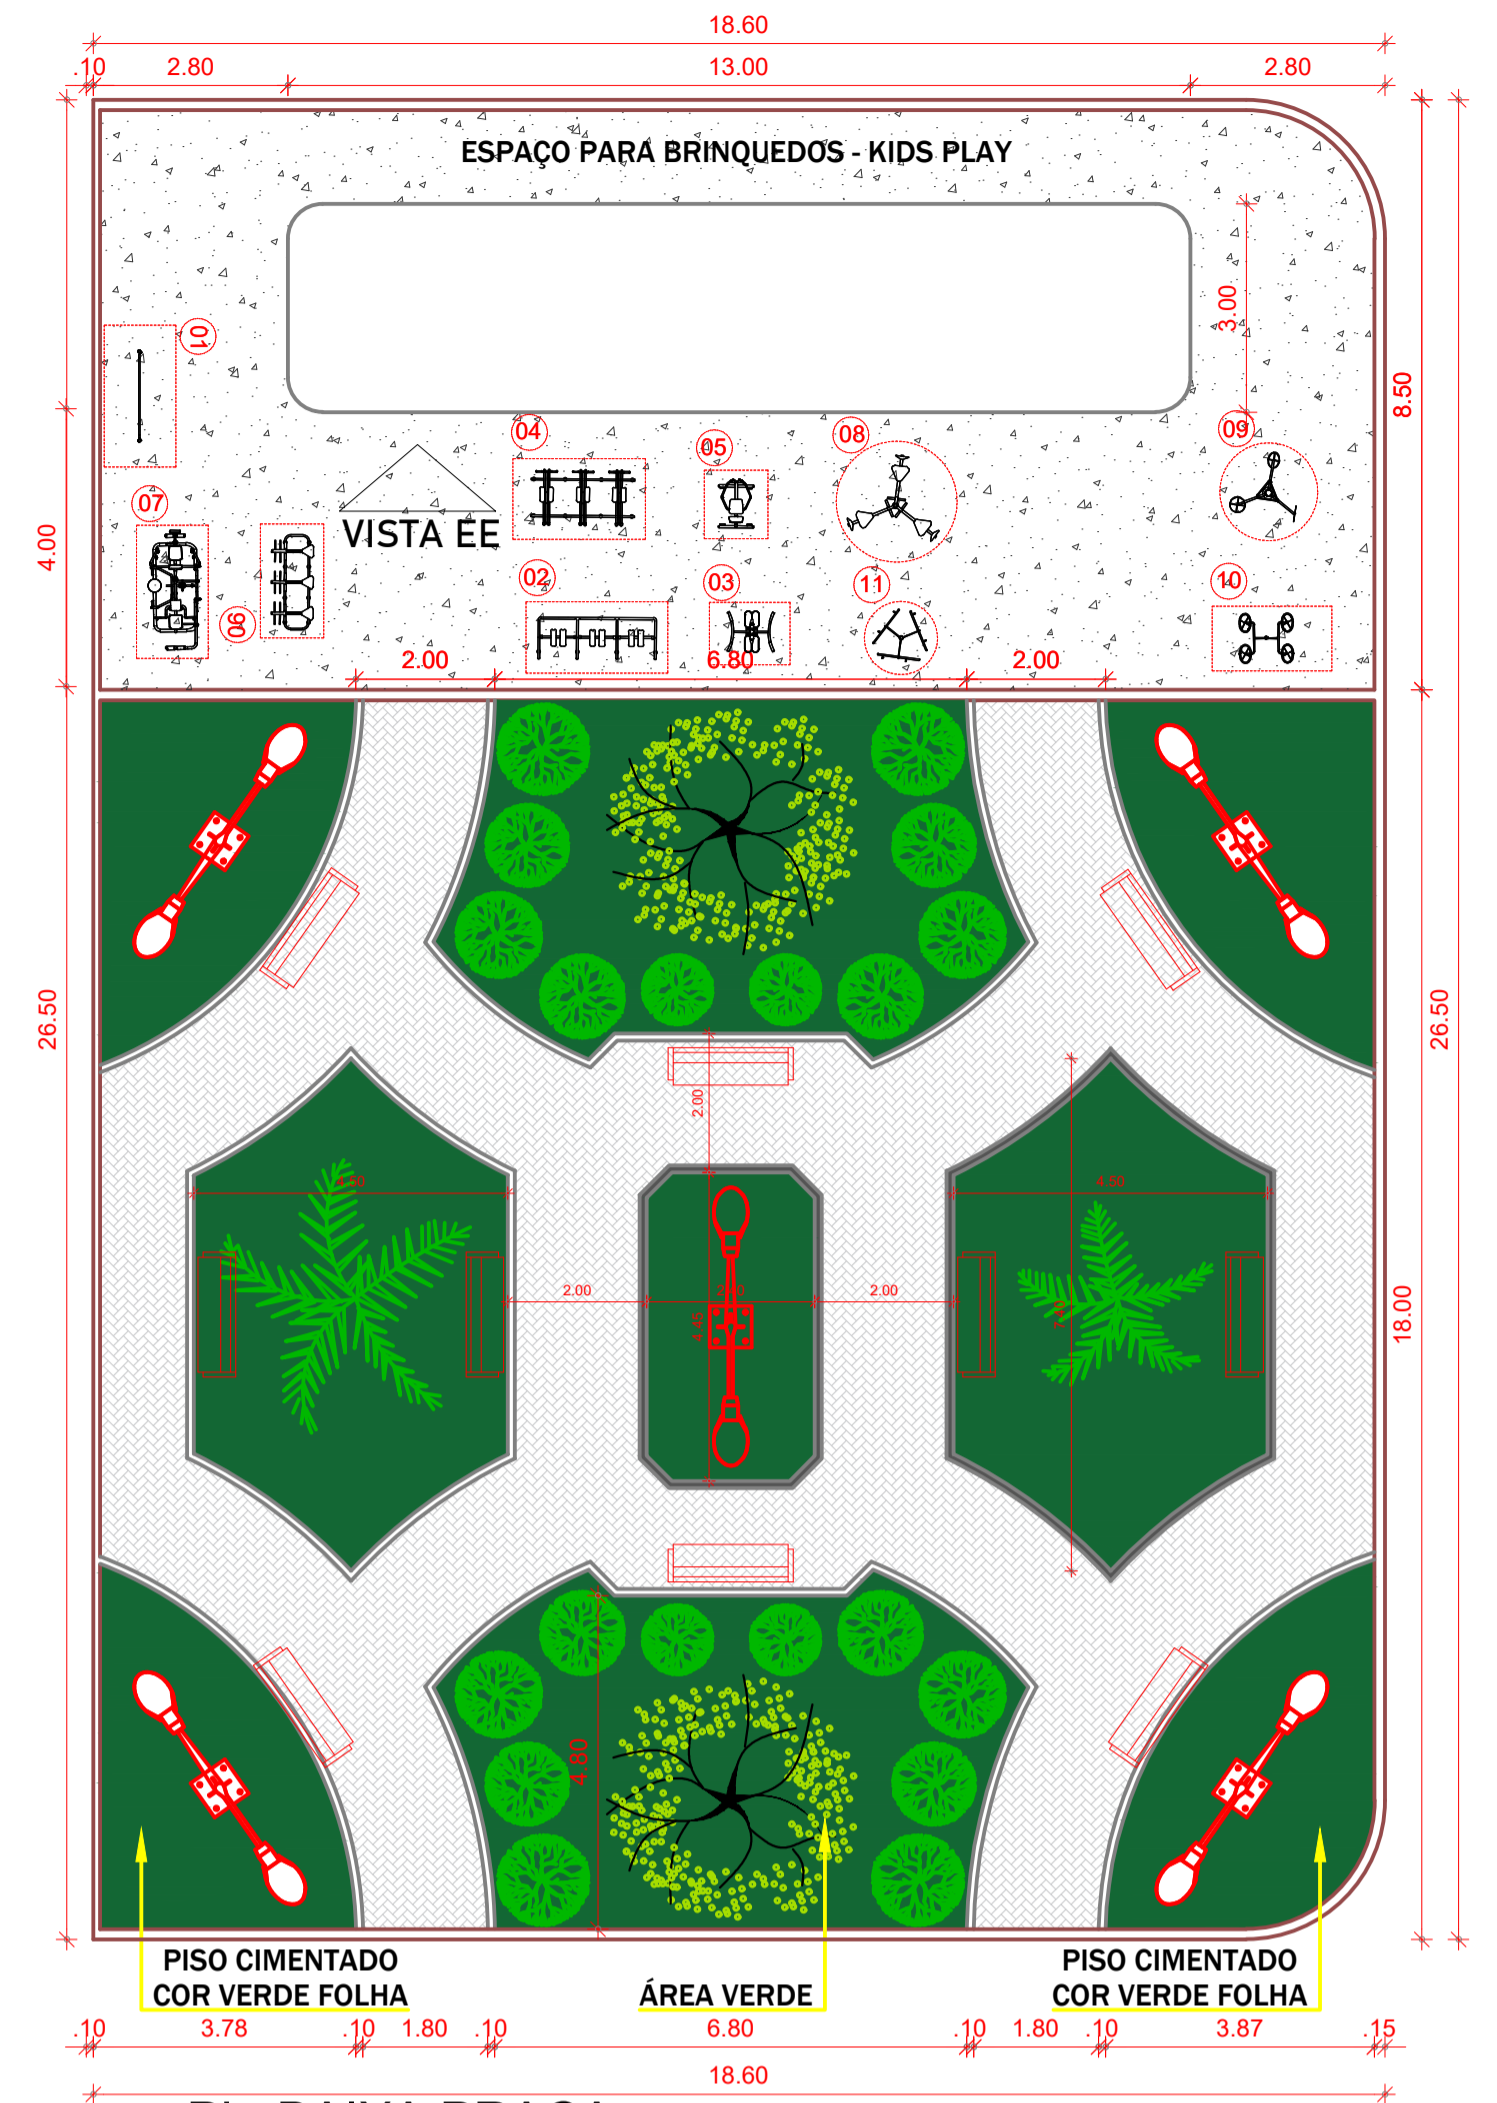 18.60
.10 2.80 13.00 2.80
ESPAÇO PARA BRINQUEDOS - KIDS PLAY
3.00
01
8.50
04
05
08
09
07
VISTA EE
4.00
02
03
11
10
06
2.00 6.80 2.00
26.50
26.50
2.00
4.50
4.50
2.00
2.00
4.45
18.00
4.80
PISO CIMENTADO
COR VERDE FOLHA
ÁREA VERDE
PISO CIMENTADO
COR VERDE FOLHA
.10 3.78 .10 1.80 .10 6.80 .10 1.80 .10 3.87 .15
18.60